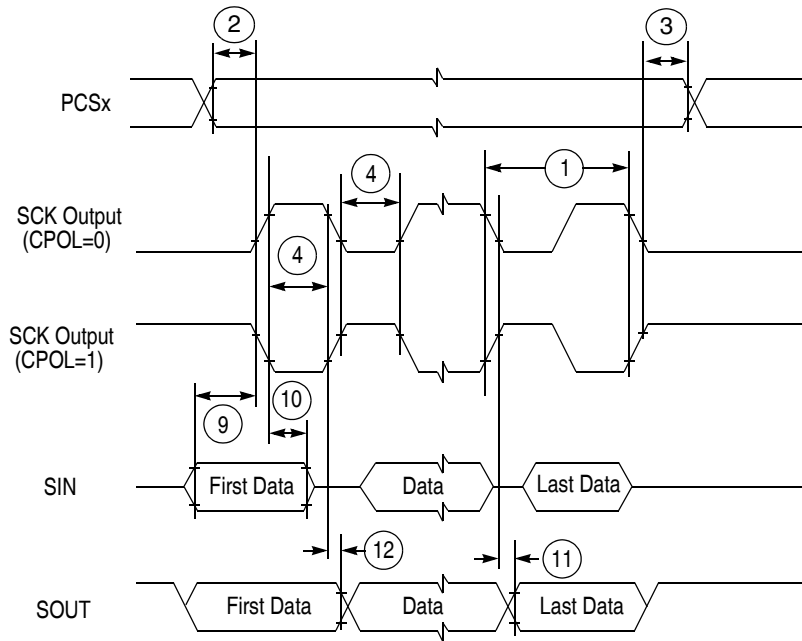 2
3
PCSx
4
1
SCK Output
(CPOL=0)
4
SCK Output
(CPOL=1)
9
10
SIN
First Data
Data
Last Data
12
11
SOUT
First Data
Data
Last Data